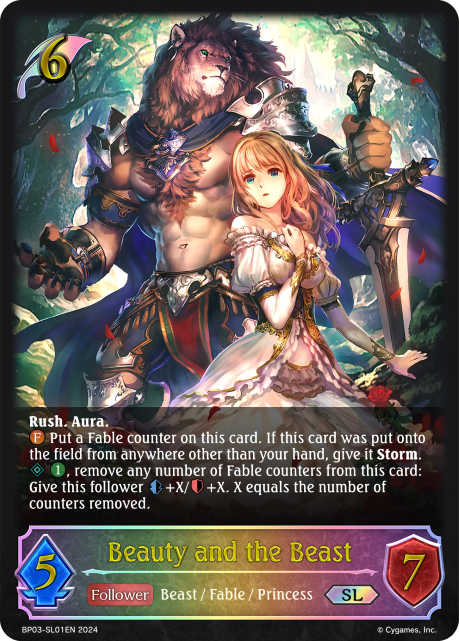 6
Rush. Aura.
F Put a Fable counter on this card. If this card was put onto
the field from anywhere other than your hand, give it Storm.
1, remove any number of Fable counters from this card:
Give this follower +X/+X. X equals the number of
counters removed.
Beauty and the Beast
5
7
Follower Beast / Fable / Princess SL
BP03-SL01EN 2024
© Cygames, Inc.